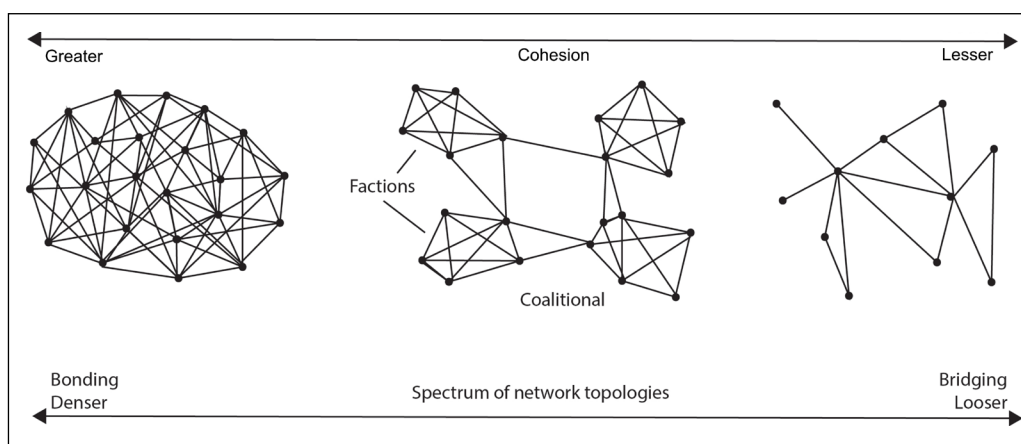 Greater
Cohesion
Lesser
Factions
Coalitional
Bonding
Denser
Spectrum of network topologies
Bridging
Looser